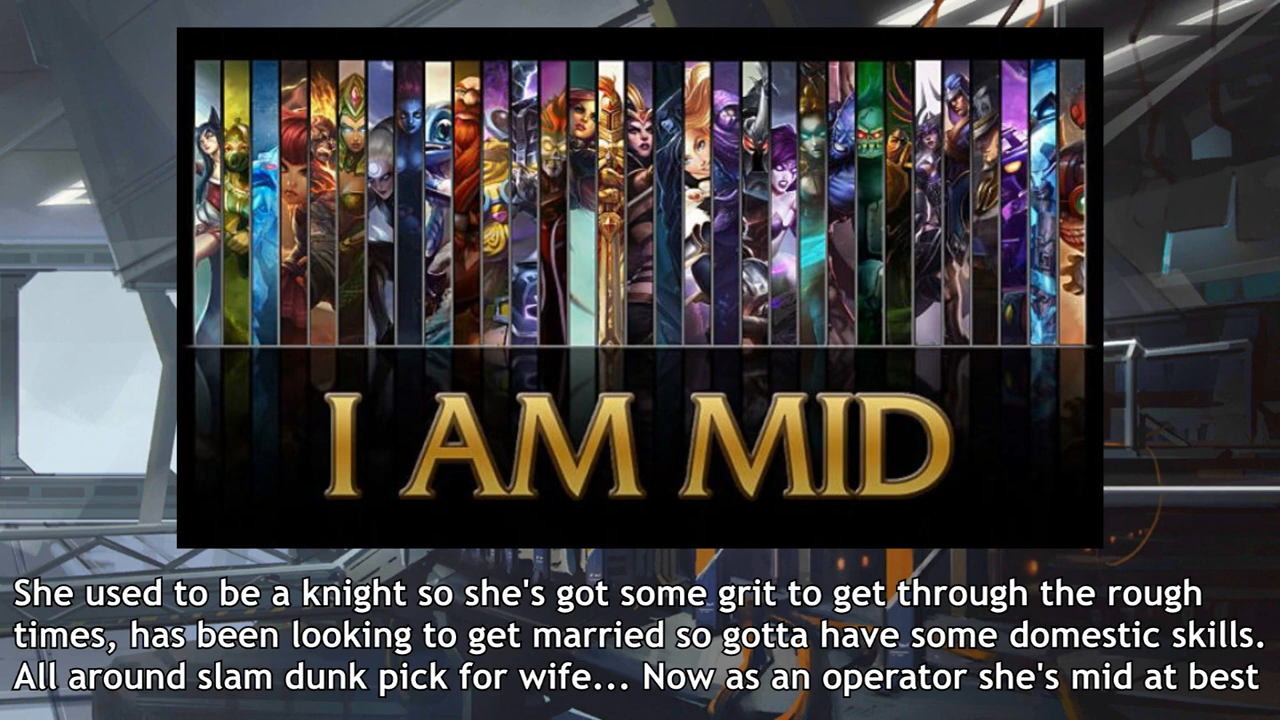 I AM MID
She used to be a knight so she's got some grit to get through the rough
times, has been looking to get married so gotta have some domestic skills.
All around slam dunk pick for wife... Now as an operator she's mid at best